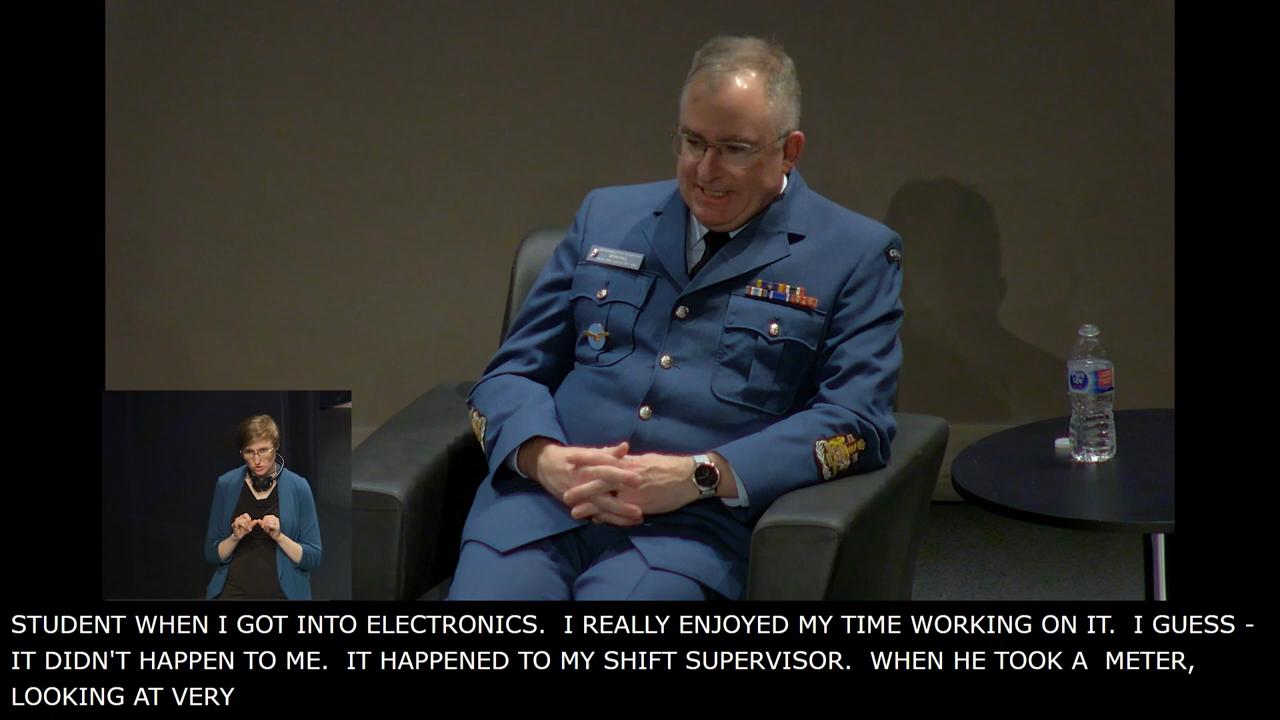 STUDENT WHEN I GOT INTO ELECTRONICS.  I REALLY ENJOYED MY TIME WORKING ON IT.  I GUESS -
IT DIDN'T HAPPEN TO ME.  IT HAPPENED TO MY SHIFT SUPERVISOR.  WHEN HE TOOK A  METER,
LOOKING AT VERY